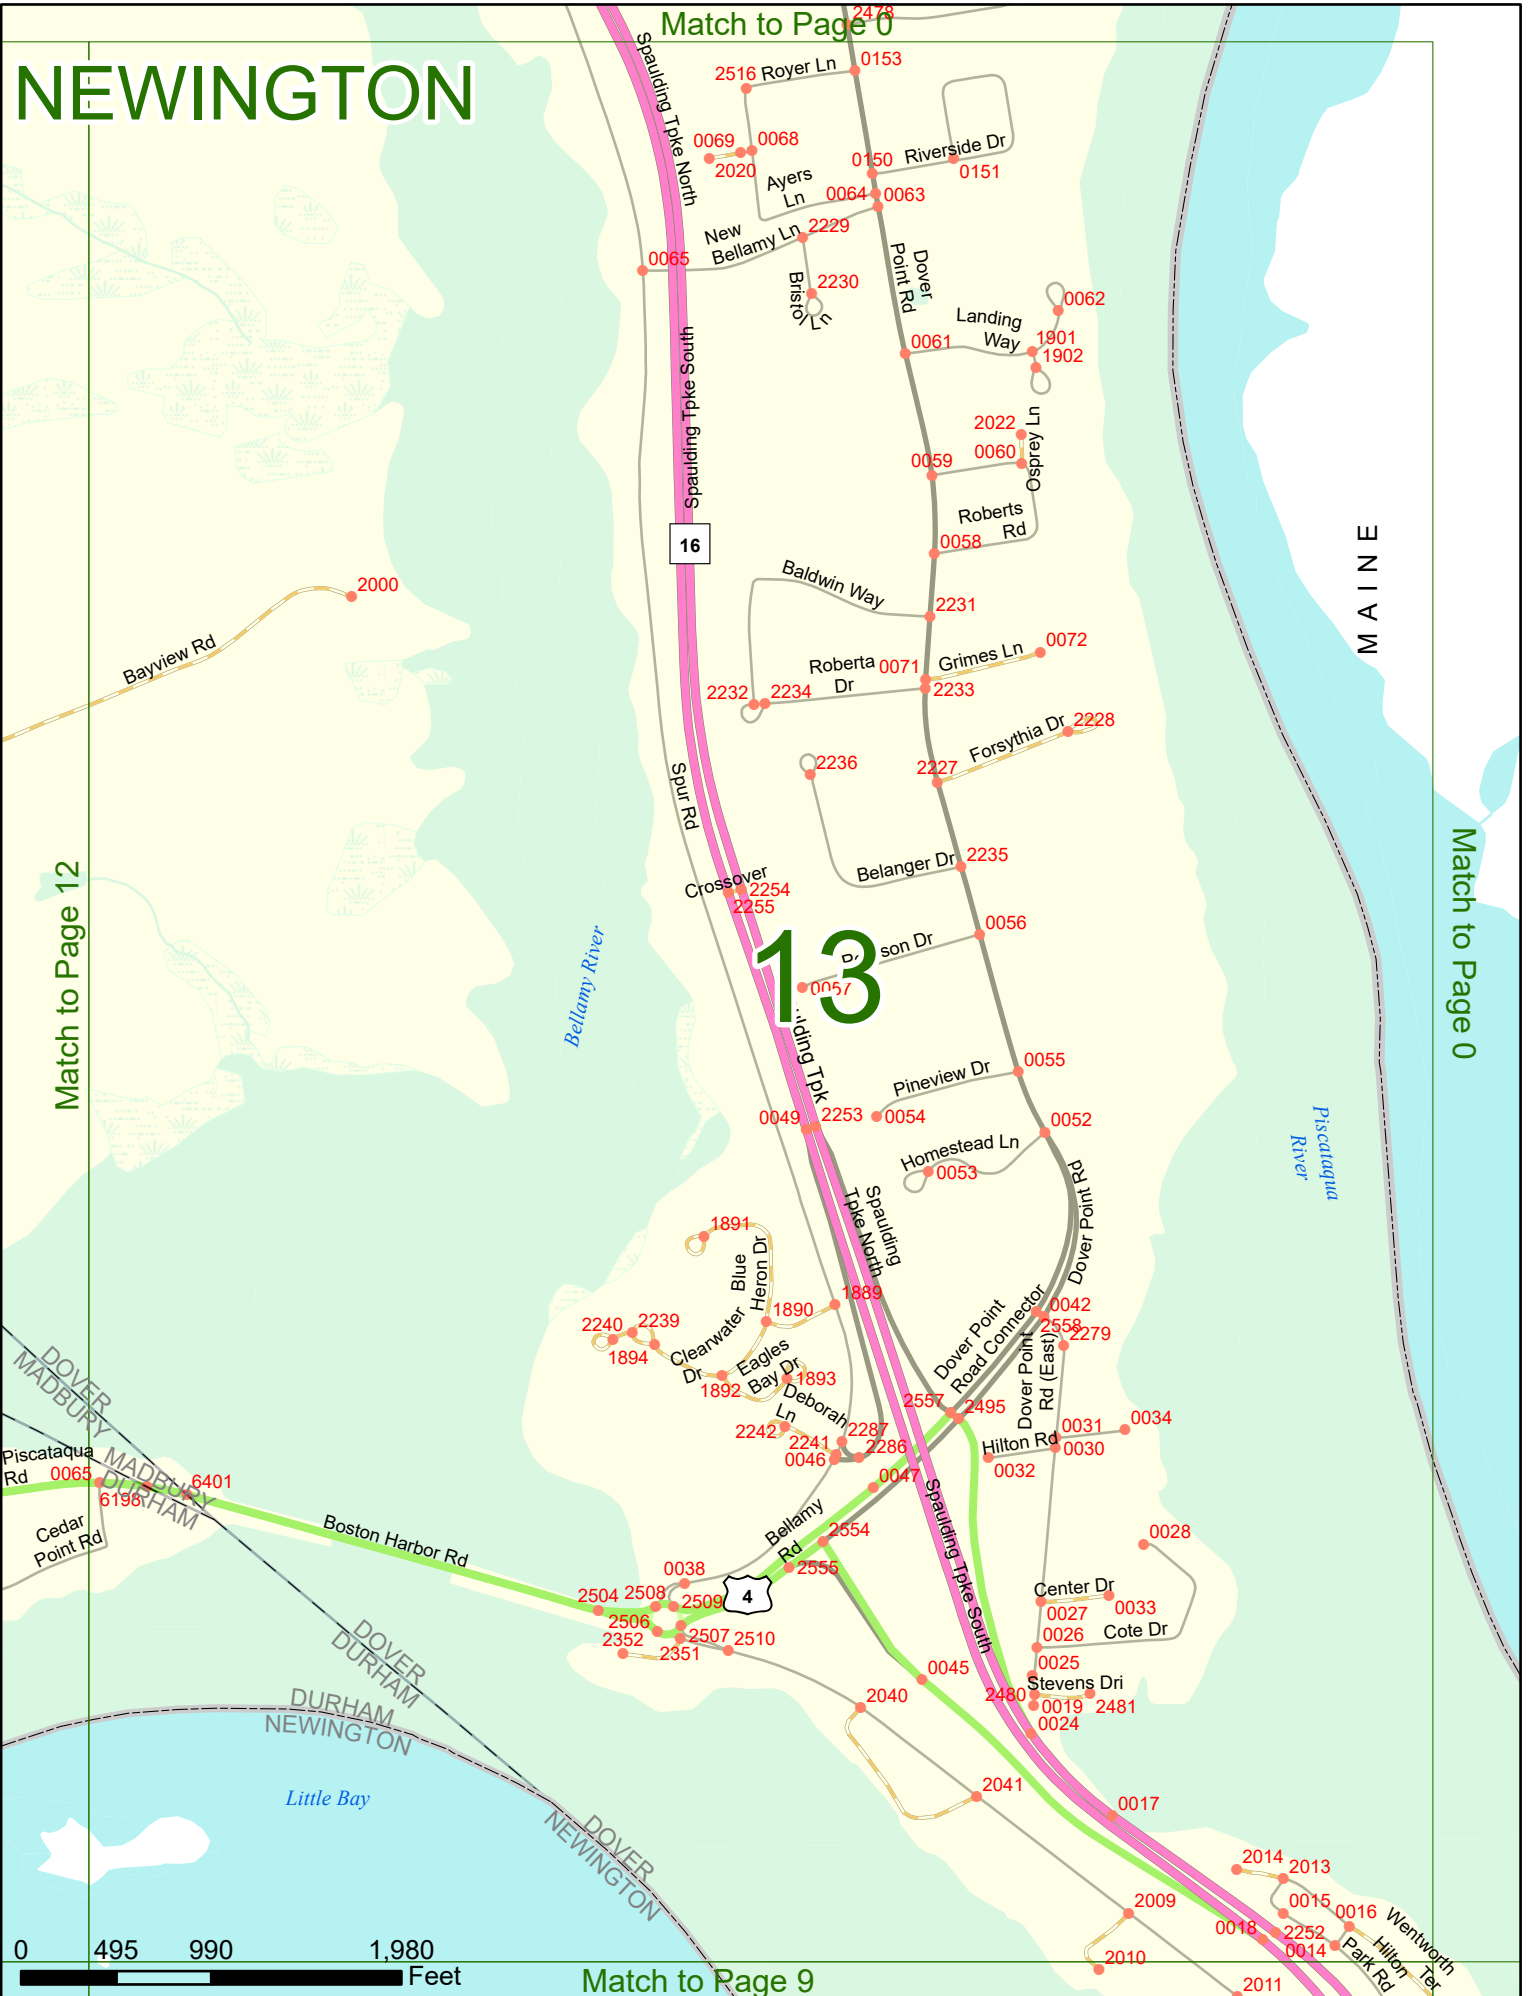 2478
Match to Page 0
NEWINGTON
Spaulding Tpke North
2516
Royer Ln
0153
0069
0068
2020
0150
Riverside Dr
0151
Ayers
Ln
0064
0063
New
Bellamy Ln
2229
0065
2230
Bristol Ln
Dover
Point Rd
0062
Landing
Way
1901
1902
0061
Spaulding Tpke South
2022
0060
Osprey Ln
0059
Roberts
Rd
0058
16
MAINE
2000
Bayview Rd
Baldwin Way
2231
Roberta
Dr
0071
Grimes Ln
0072
2232
2234
2233
Forsythia Dr
2228
2236
2227
Spur Rd
Belanger Dr
2235
Crossover
2254
2255
Match to Page 12
Match to Page 0
Bellamy River
0056
son Dr
13
0057
lding Tpk
0055
Pineview Dr
0054
0049
2253
0052
Homestead Ln
0053
Piscataqua
River
Dover Point Rd
Spaulding
Tpke North
1891
Blue
Heron Dr
1889
1890
2240
2239
1894
Clearwater
Dr
1892
Eagles
Bay Dr
1893
Dover Point
Road Connector
0042
2558
2279
Dover Point
Rd (East)
Deborah
Ln
2242
2241
2287
2286
0046
2557
2495
0031
0034
Hilton Rd
0030
0032
0047
DOVER
MADBURY
MADBURY
DURHAM
Piscataqua
Rd
0065
6198
6401
Cedar
Point Rd
Boston Harbor Rd
Bellamy
Rd
2554
2555
Spaulding Tpke South
0028
0038
4
2504
2508
2509
2506
2507
2510
2352
2351
Center Dr
0027
0033
0026
Cote Dr
0025
Stevens Dri
2480
2481
0019
0024
0045
2040
DOVER
DURHAM
DURHAM
NEWINGTON
Little Bay
2041
0017
DOVER
NEWINGTON
2014
2013
2009
0015
0016
0018
2252
0014
2010
2011
Wentworth
Ter
Hilton
Park Rd
0 495 990 1,980
Feet
Match to Page 9